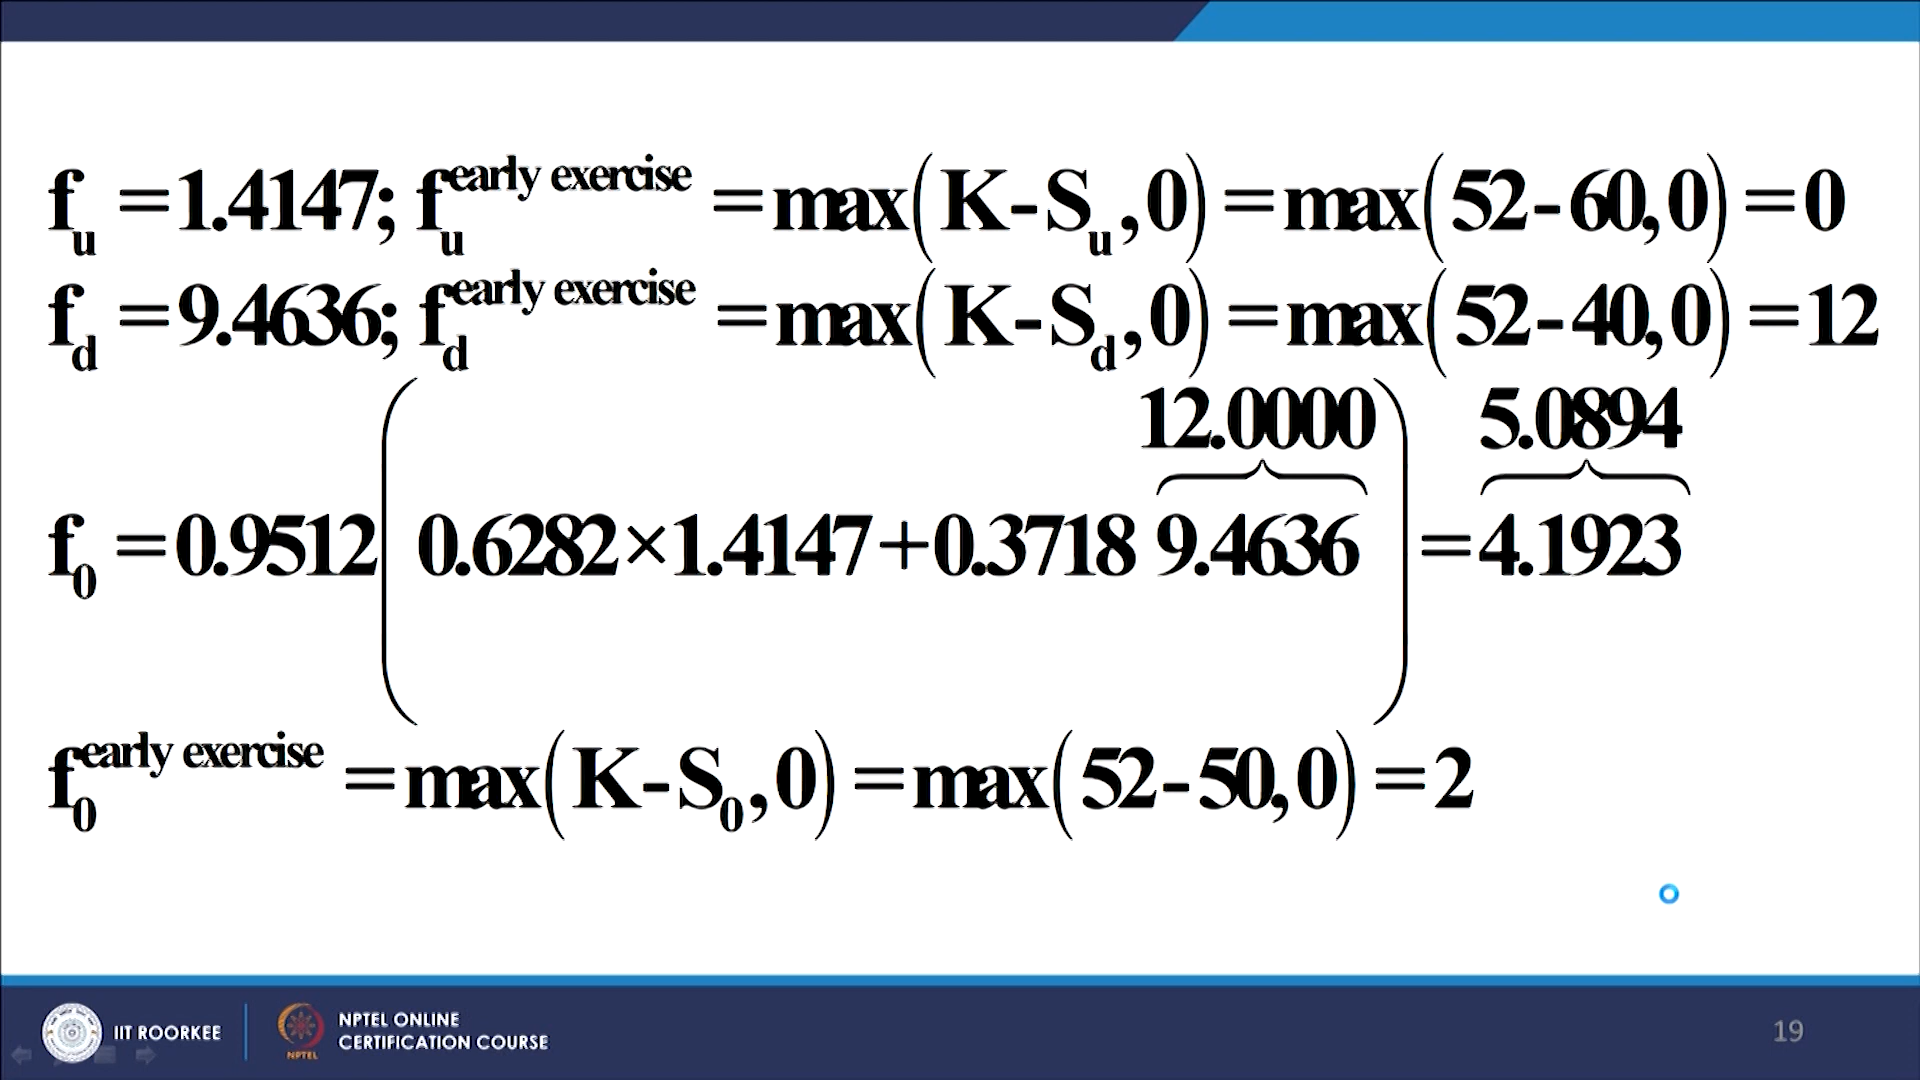 f_u = 1.4147; f_u^early exercise = max(K-S_u,0) = max(52-60,0) = 0
f_d = 9.4636; f_d^early exercise = max(K-S_d,0) = max(52-40,0) = 12
12.0000 5.0894
f_0 = 0.9512(0.6282×1.4147+0.3718 9.4636) = 4.1923
f_0^early exercise = max(K-S_0,0) = max(52-50,0) = 2
IIT ROORKEE
NPTEL
NPTEL ONLINE
CERTIFICATION COURSE
19